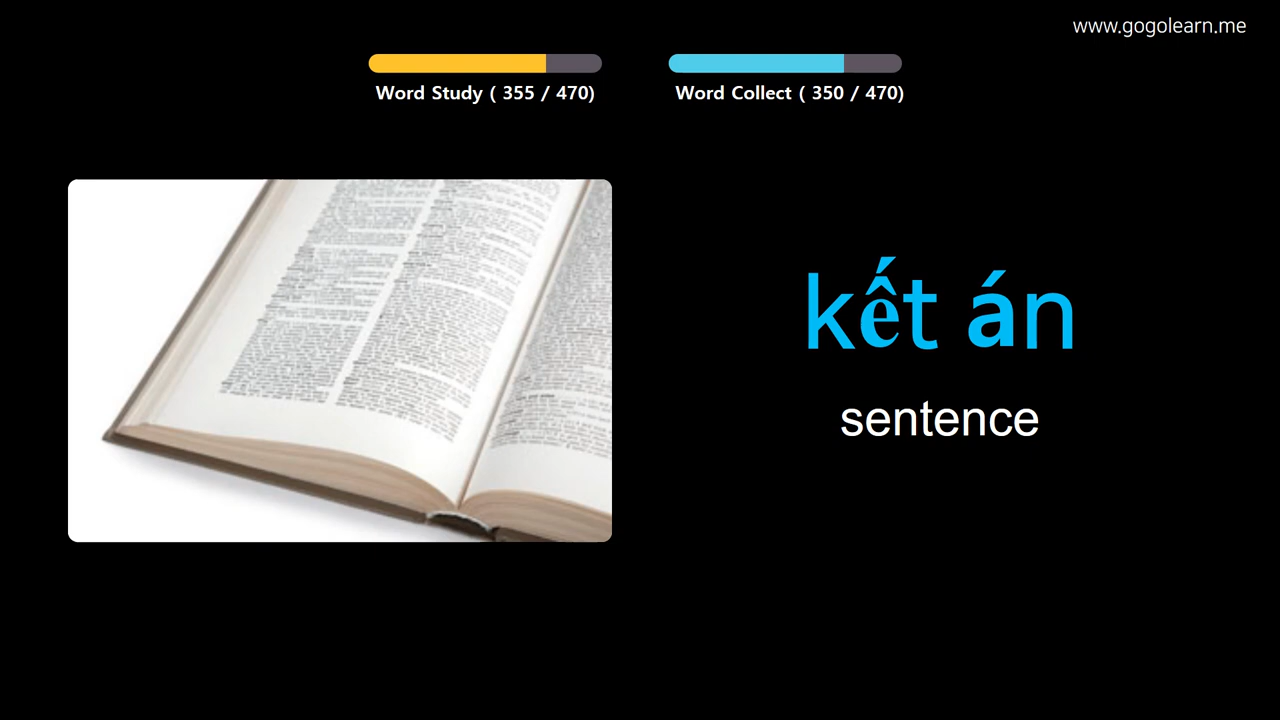 www.gogolearn.me
Word Study ( 355 / 470)
Word Collect ( 350 / 470)
kết án
sentence